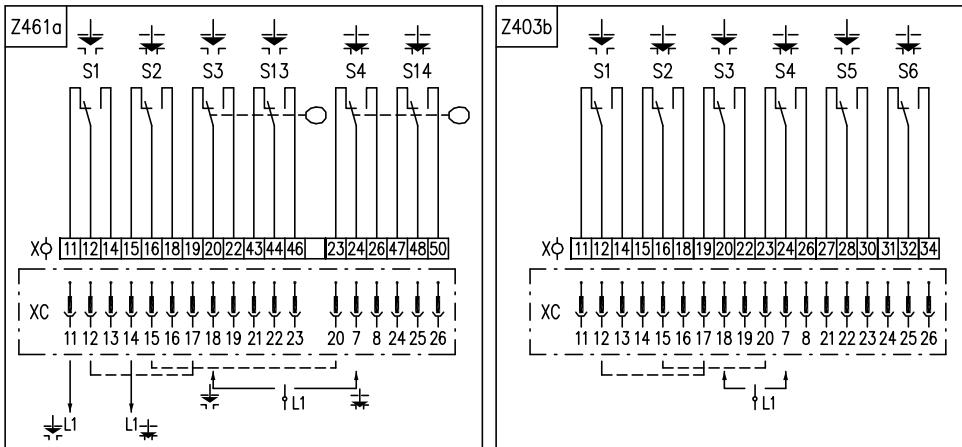 Z461a
S1 S2 S3 S13 S4 S14
X 11 12 14 15 16 18 19 20 22 43 44 46 23 24 26 47 48 50
XC
11 12 13 14 15 16 17 18 19 21 22 23 20 7 8 24 25 26
L1 L1 L1
Z403b
S1 S2 S3 S4 S5 S6
X 11 12 14 15 16 18 19 20 22 23 24 26 27 28 30 31 32 34
XC
11 12 13 14 15 16 17 18 19 20 7 8 21 22 23 24 25 26
L1